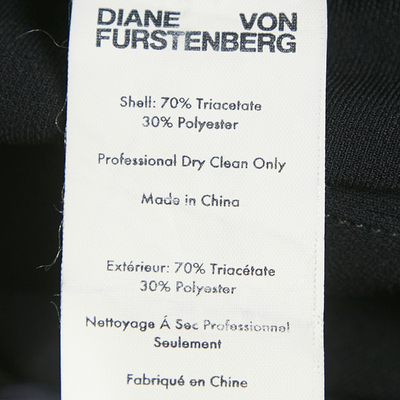 DIANE VON
FURSTENBERG
Shell: 70% Triacetate
30% Polyester
Professional Dry Clean Only
Made in China
Extérieur: 70% Triacétate
30% Polyester
Nettoyage Á Sec Professionnel
Seulement
Fabriqué en Chine